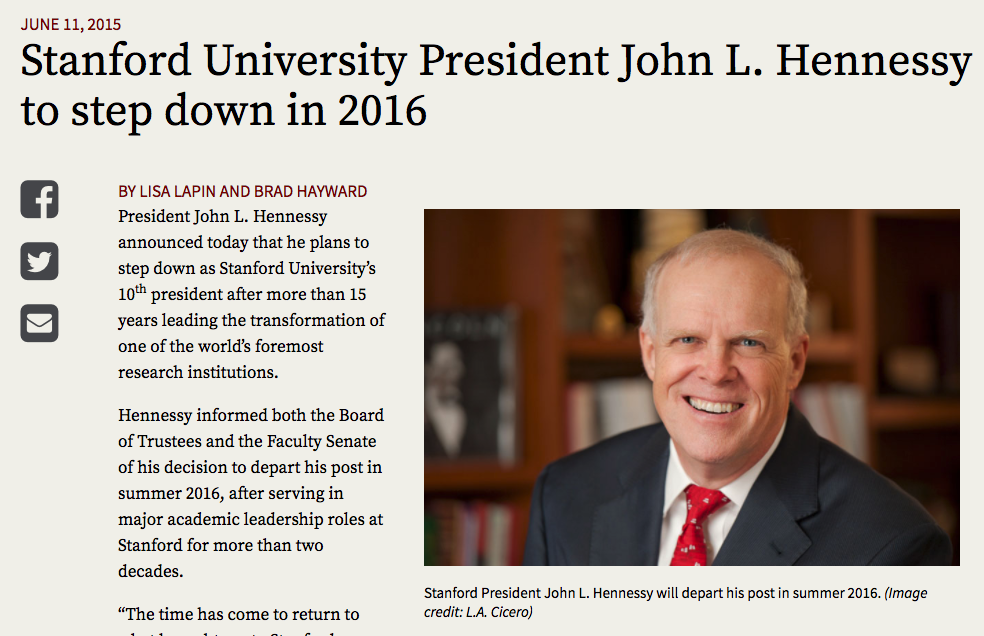 JUNE 11, 2015
Stanford University President John L. Hennessy
to step down in 2016
BY LISA LAPIN AND BRAD HAYWARD
President John L. Hennessy
announced today that he plans to
step down as Stanford University’s
10th president after more than 15
years leading the transformation of
one of the world’s foremost
research institutions.
Hennessy informed both the Board
of Trustees and the Faculty Senate
of his decision to depart his post in
summer 2016, after serving in
major academic leadership roles at
Stanford for more than two
decades.
“The time has come to return to
Stanford President John L. Hennessy will depart his post in summer 2016. (Image
credit: L.A. Cicero)